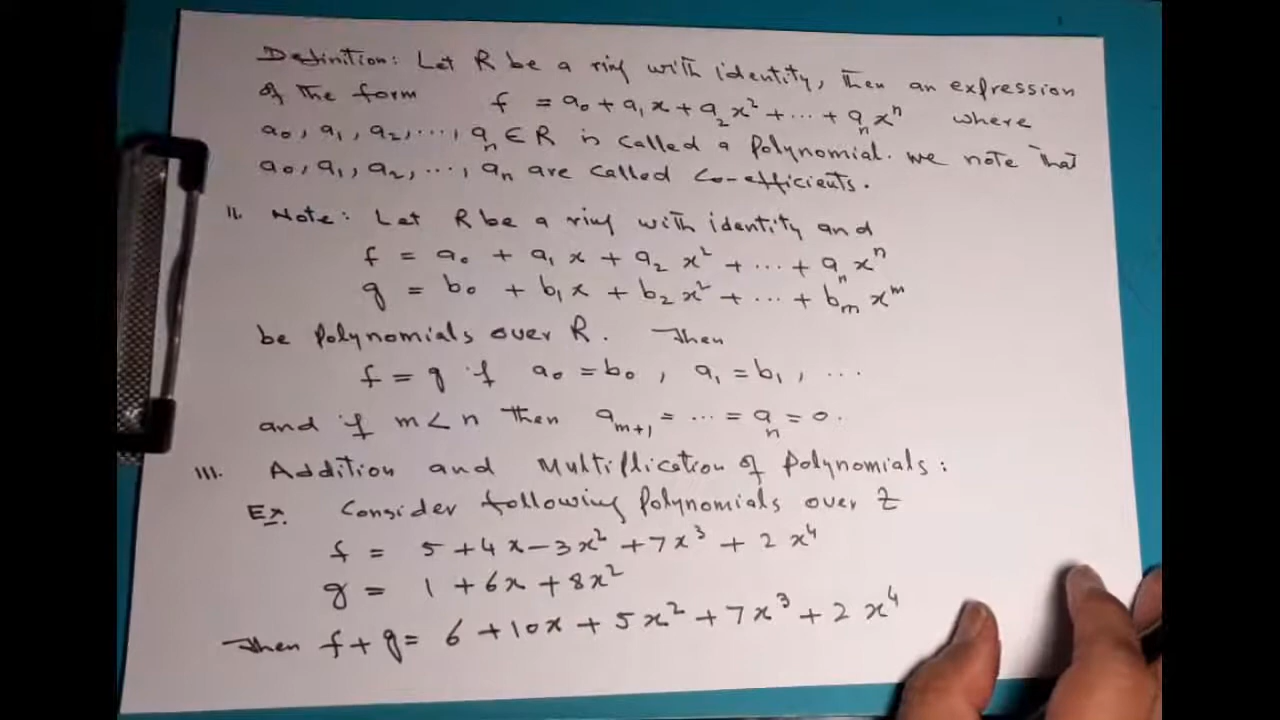 Definition: Let R be a ring with identity, Then an expression
of The form f = a₀ + a₁x + a₂x² + ... + aₙxⁿ where
a₀, a₁, a₂, ..., aₙ ∈ R is called a Polynomial. we note That
a₀, a₁, a₂, ..., aₙ are called Co-efficients.
II. Note: Let R be a ring with identity and
f = a₀ + a₁x + a₂x² + ... + aₙxⁿ
g = b₀ + b₁x + b₂x² + ... + bₘxᵐ
be Polynomials over R. Then
f = g if a₀ = b₀, a₁ = b₁, ...
and if m < n Then aₘ₊₁ = ... = aₙ = 0.
III. Addition and Multiplication of Polynomials:
Ex. Consider following Polynomials over Z
f = 5 + 4x - 3x² + 7x³ + 2x⁴
g = 1 + 6x + 8x²
Then f + g = 6 + 10x + 5x² + 7x³ + 2x⁴